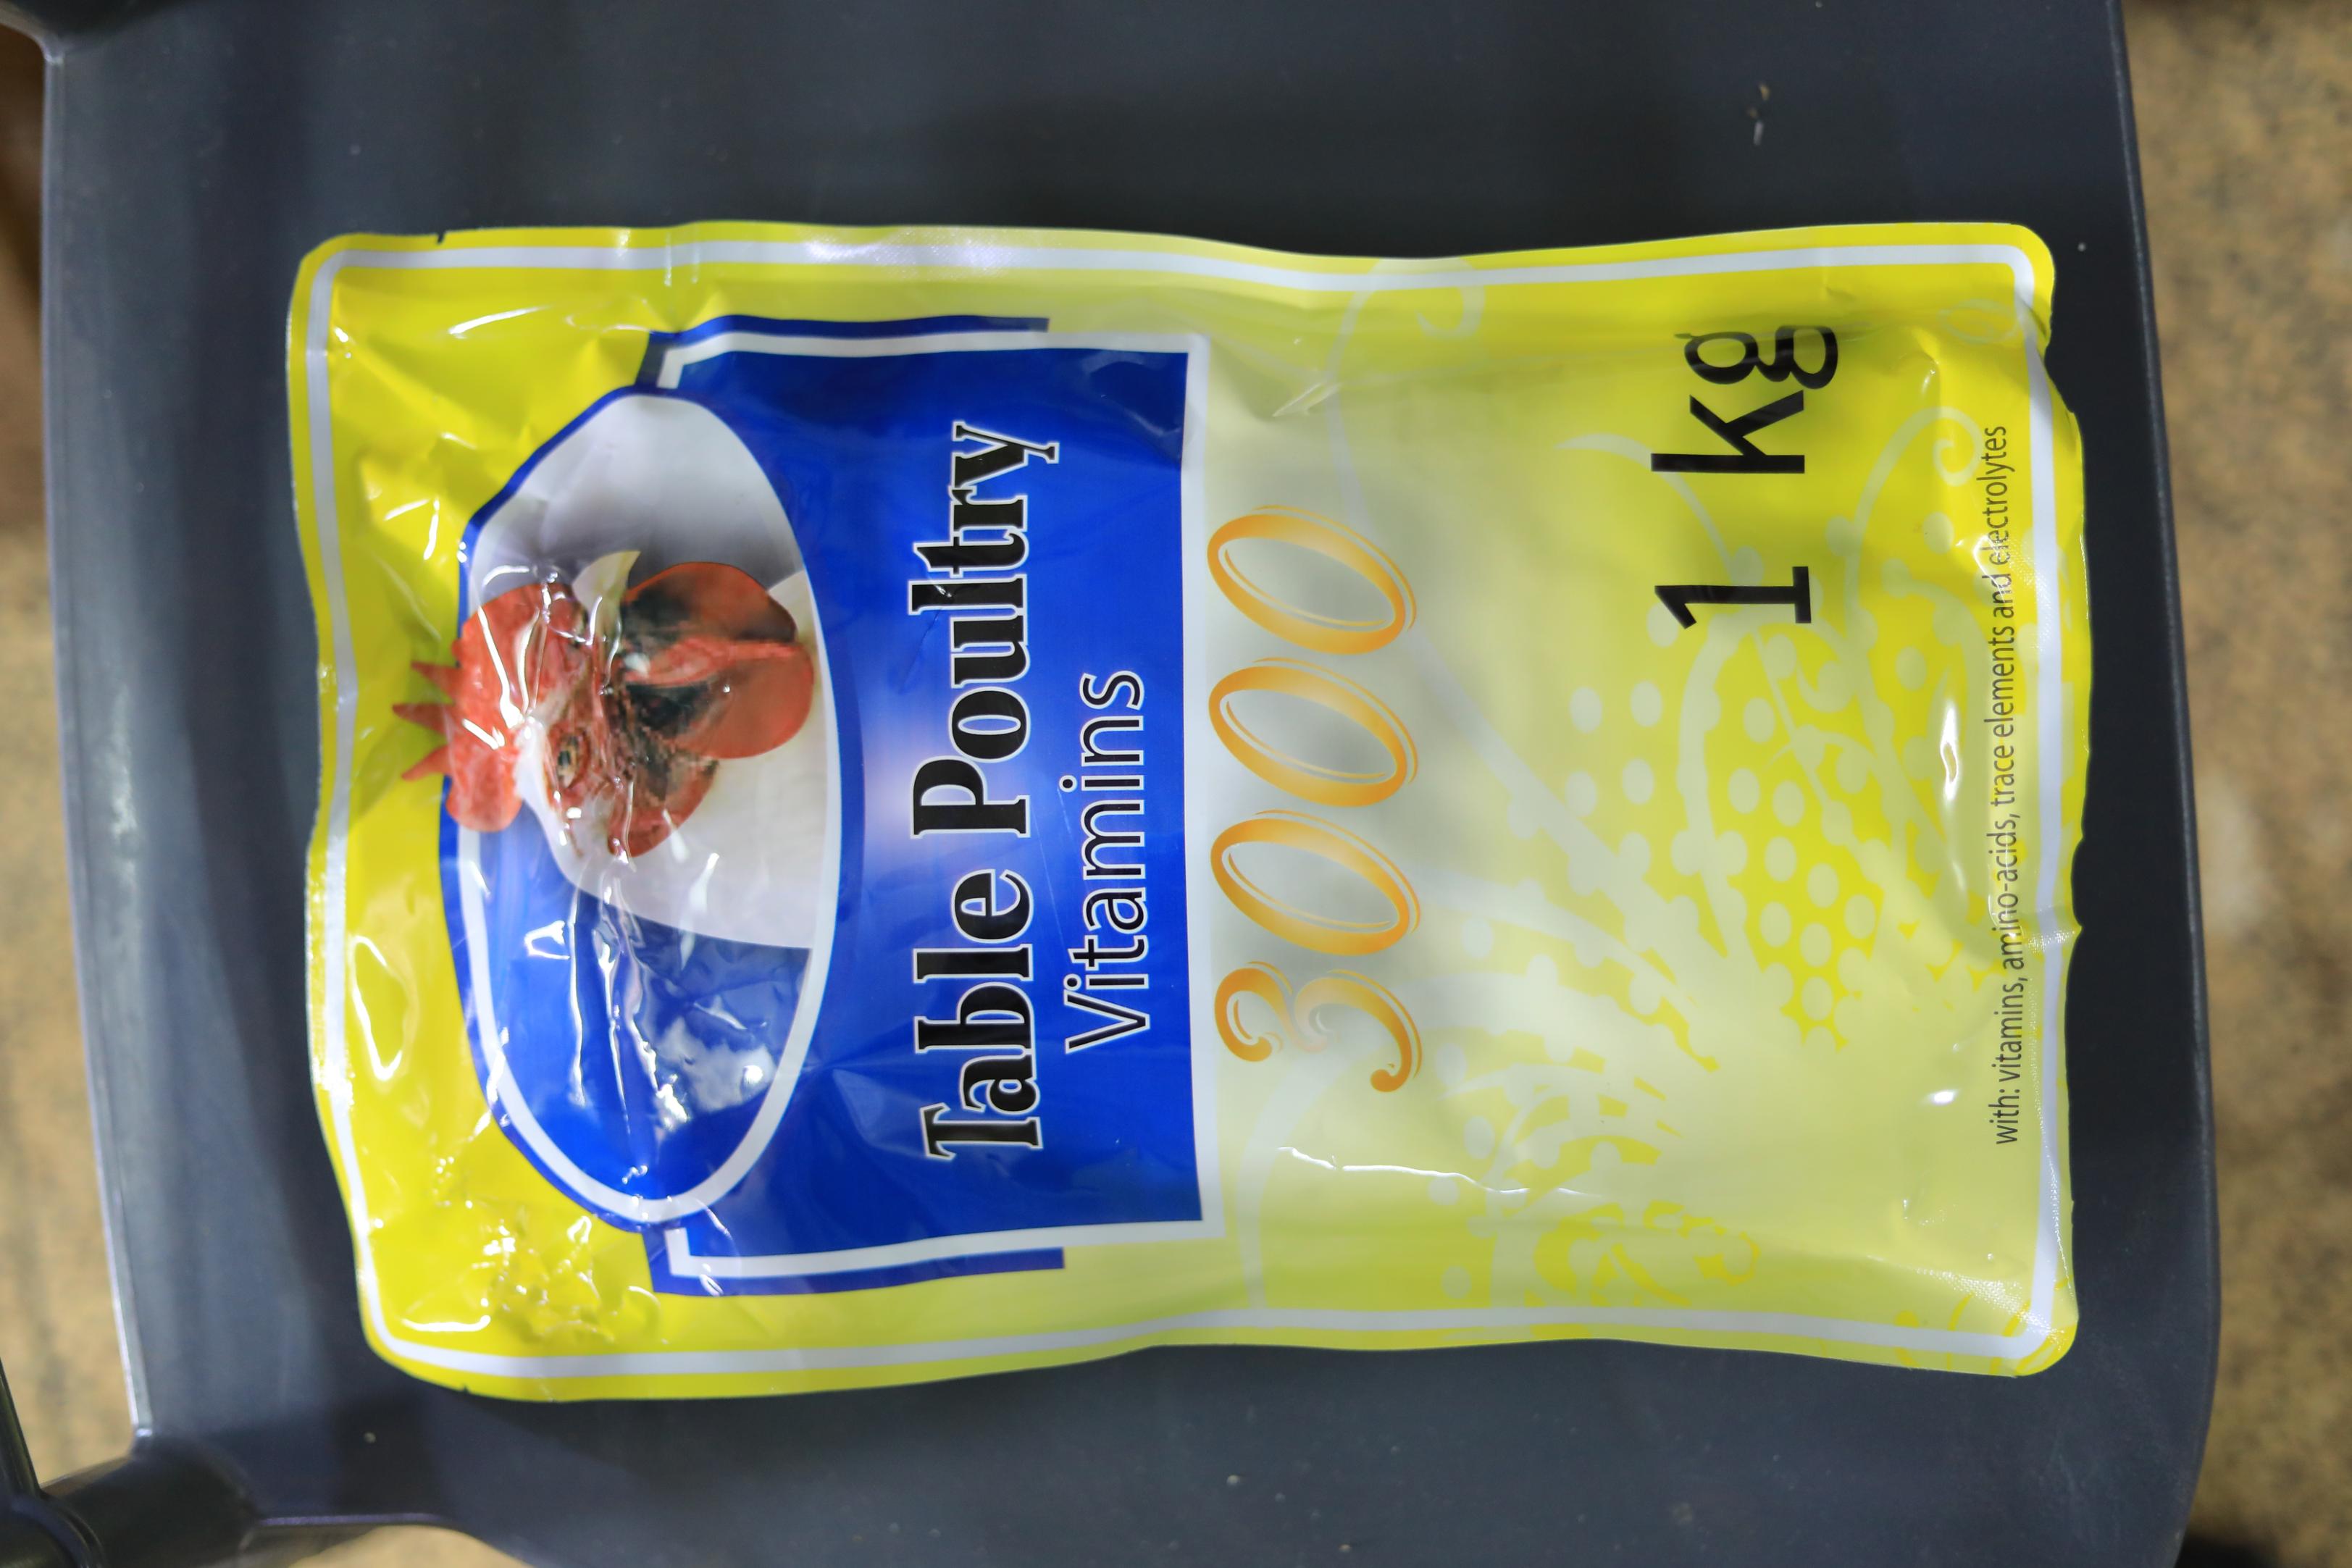 Table Poultry
Vitamins
3000
1 kg
with: vitamins, amino-acids, trace elements and electrolytes